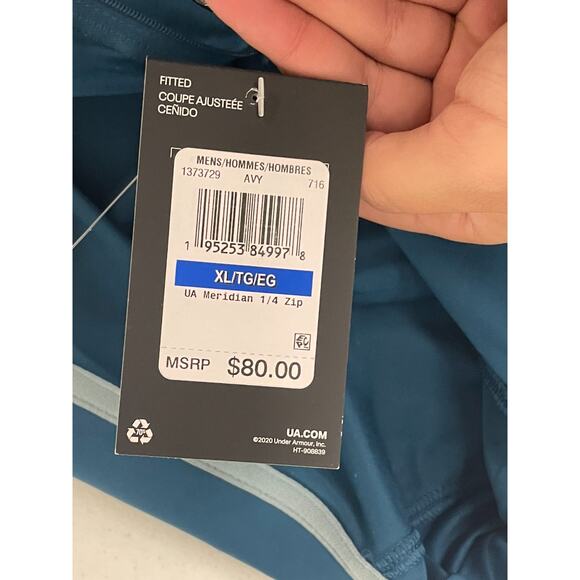 FITTED
COUPE AJUSTEÉE
CEÑIDO
MENS/HOMMES/HOMBRES
1373729 AVY 716
1 95253 84997 8
XL/TG/EG
UA Meridian 1/4 Zip
MSRP $80.00
UA.COM
©2020 Under Armour, Inc.
HT-908839